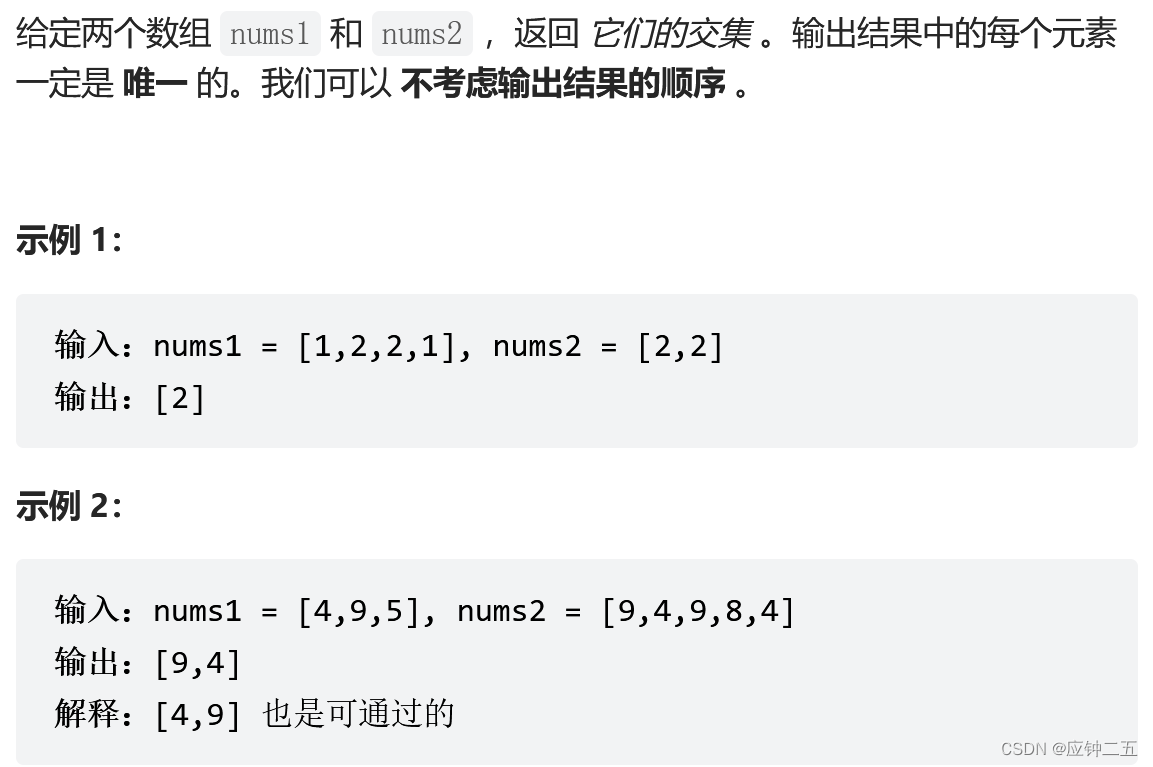 给定两个数组 nums1 和 nums2 ，返回 它们的交集 。输出结果中的每个元素
一定是 唯一 的。我们可以 不考虑输出结果的顺序 。
示例 1：
输入：nums1 = [1,2,2,1], nums2 = [2,2]
输出：[2]
示例 2：
输入：nums1 = [4,9,5], nums2 = [9,4,9,8,4]
输出：[9,4]
解释：[4,9] 也是可通过的
CSDN @应钟二五